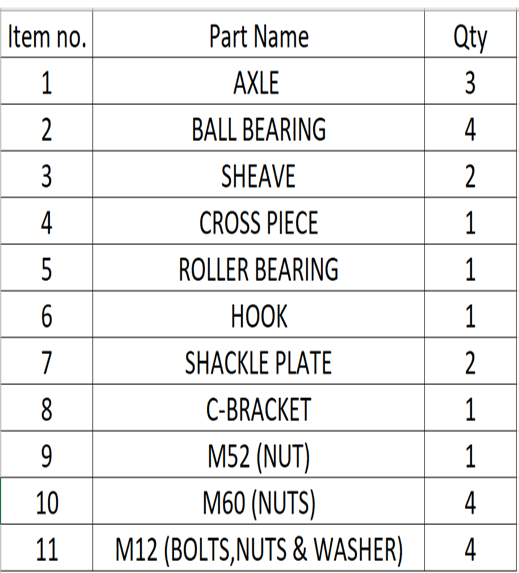 Item no. Part Name Qty
1 AXLE 3
2 BALL BEARING 4
3 SHEAVE 2
4 CROSS PIECE 1
5 ROLLER BEARING 1
6 HOOK 1
7 SHACKLE PLATE 2
8 C-BRACKET 1
9 M52 (NUT) 1
10 M60 (NUTS) 4
11 M12 (BOLTS,NUTS & WASHER) 4